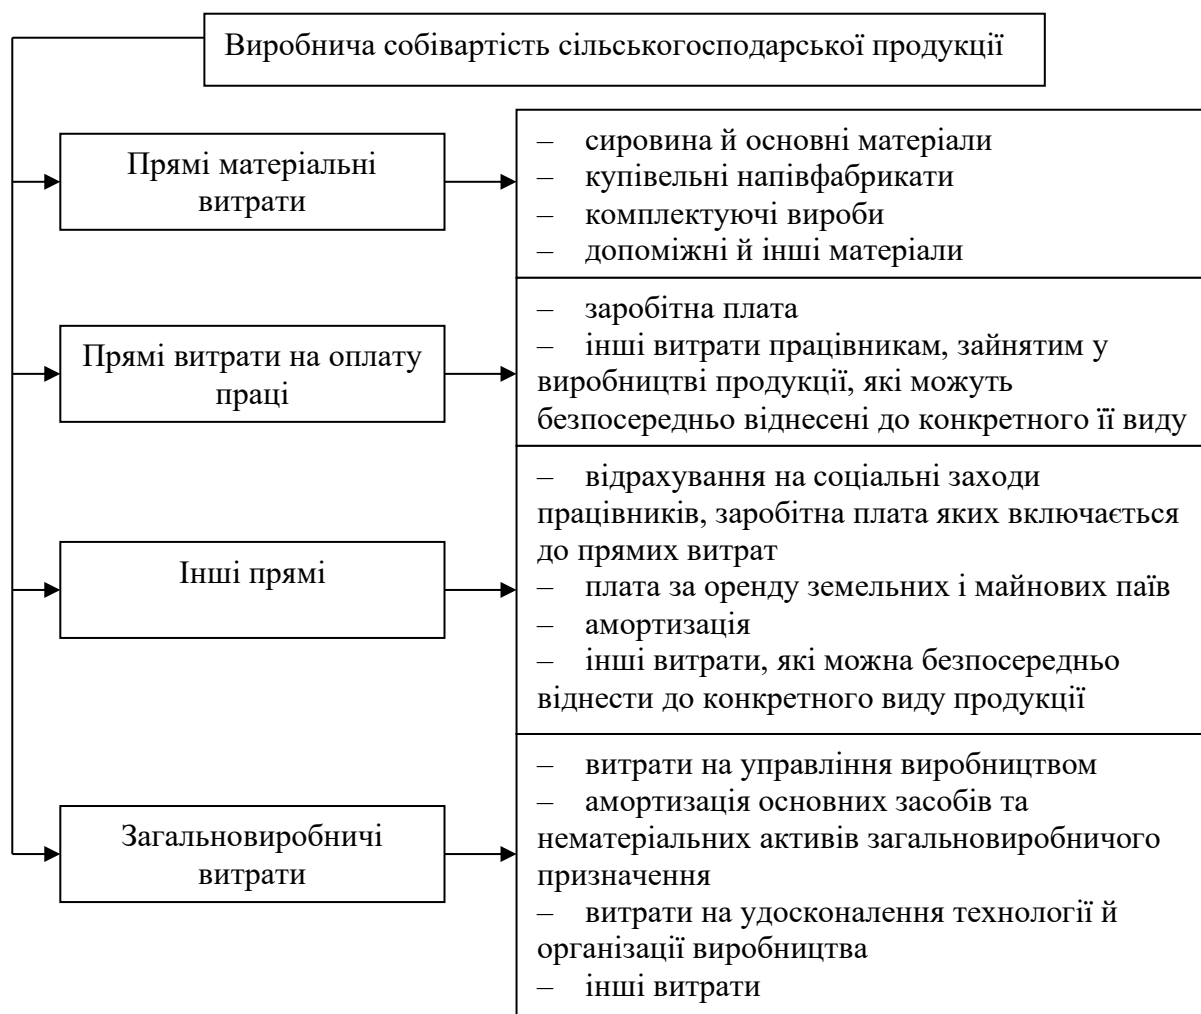 Виробнича собівартість сільськогосподарської продукції
Прямі матеріальні
витрати
– сировина й основні матеріали
– купівельні напівфабрикати
– комплектуючі вироби
– допоміжні й інші матеріали
Прямі витрати на оплату
праці
– заробітна плата
– інші витрати працівникам, зайнятим у
виробництві продукції, які можуть
безпосередньо віднесені до конкретного її виду
Інші прямі
– відрахування на соціальні заходи
працівників, заробітна плата яких включається
до прямих витрат
– плата за оренду земельних і майнових паїв
– амортизація
– інші витрати, які можна безпосередньо
віднести до конкретного виду продукції
Загальновиробничі
витрати
– витрати на управління виробництвом
– амортизація основних засобів та
нематеріальних активів загальновиробничого
призначення
– витрати на удосконалення технології й
організації виробництва
– інші витрати